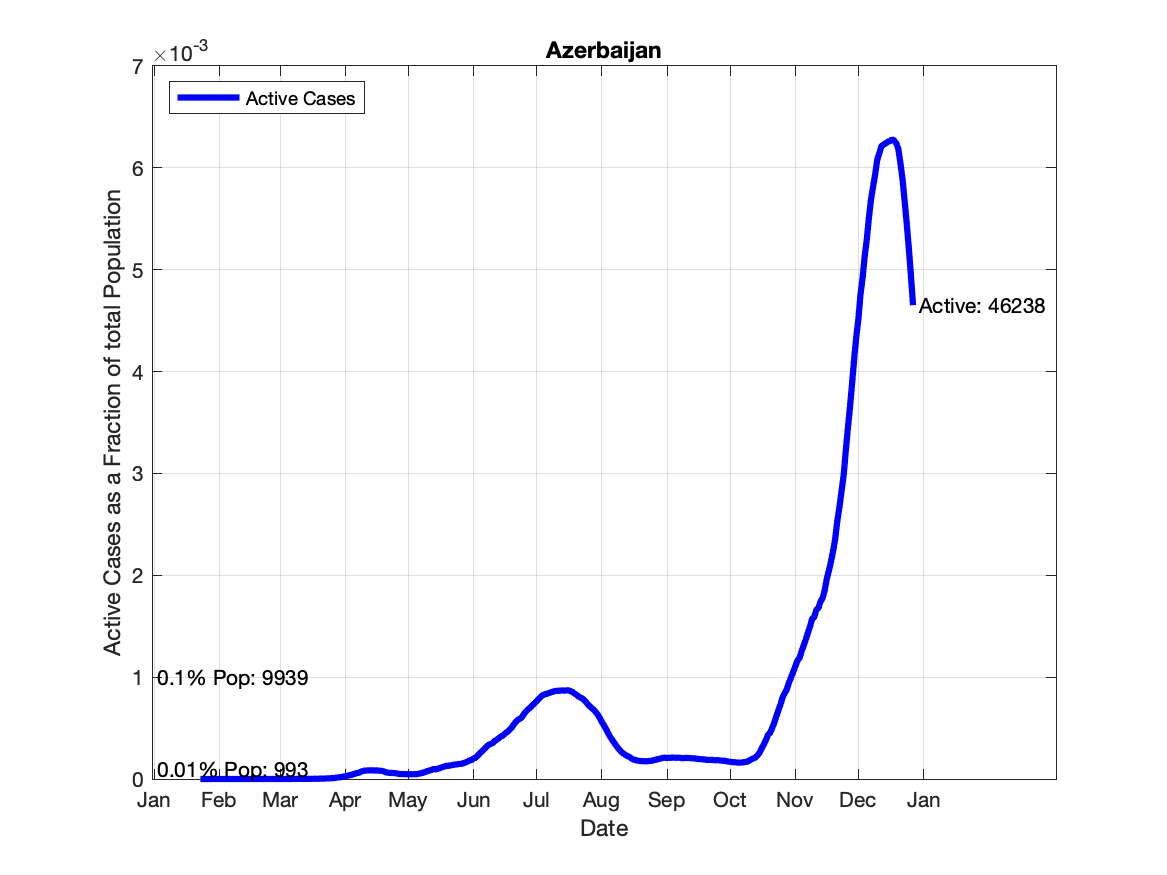 Azerbaijan
×10-3
Active Cases
7
6
5
4
3
2
1
0
Active Cases as a Fraction of total Population
Active: 46238
0.1% Pop: 9939
0.01% Pop: 993
Jan Feb Mar Apr May Jun Jul Aug Sep Oct Nov Dec Jan
Date